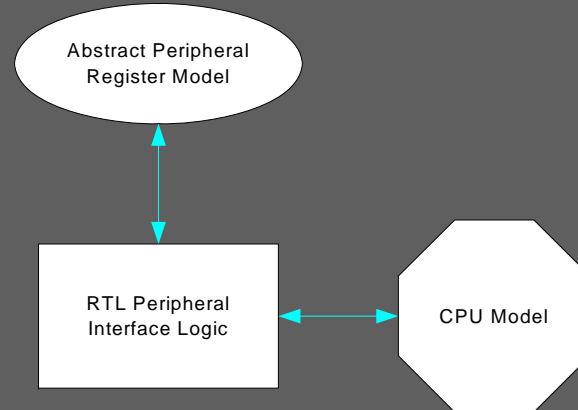 Abstract Peripheral
Register Model
RTL Peripheral
Interface Logic
CPU Model